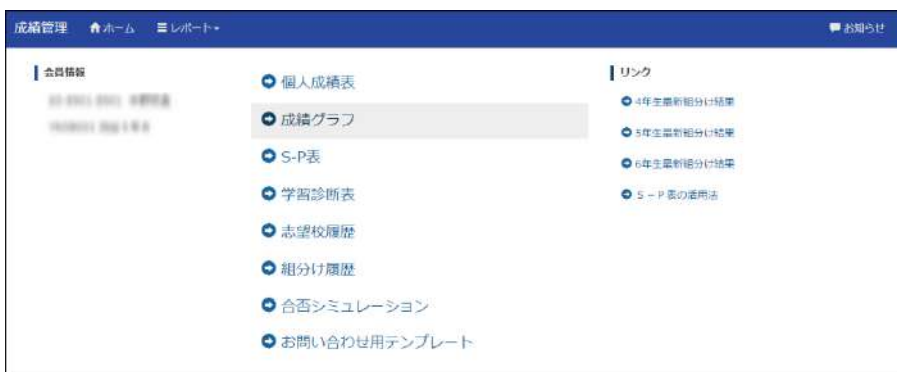 成績管理 ホーム レポート お知らせ
会員情報
個人成績表
成績グラフ
S-P表
学習診断表
志望校履歴
組分け履歴
合否シミュレーション
お問い合わせ用テンプレート
リンク
4年生最新組分け結果
5年生最新組分け結果
6年生最新組分け結果
S－P表の活用法